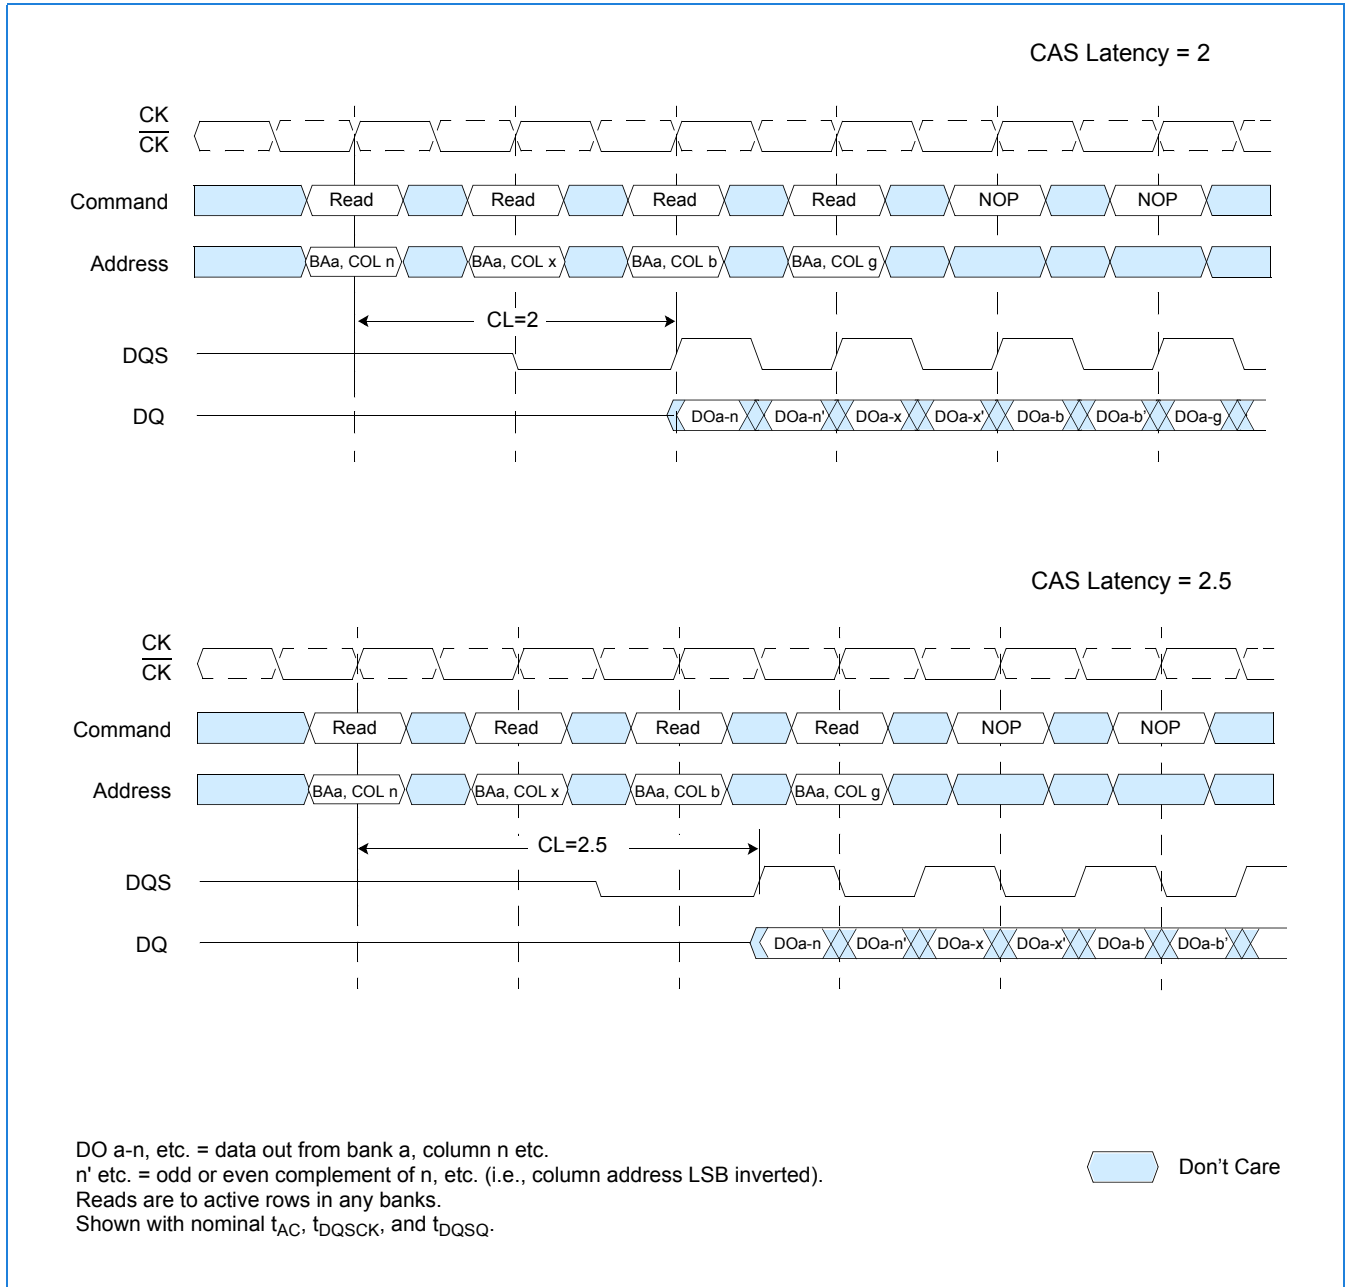 CAS Latency = 2
CK
CK
Command Read Read Read Read NOP NOP
Address BAa, COL n BAa, COL x BAa, COL b BAa, COL g
CL=2
DQS
DQ DOa-n DOa-n' DOa-x DOa-x' DOa-b DOa-b’ DOa-g
CAS Latency = 2.5
CK
CK
Command Read Read Read Read NOP NOP
Address BAa, COL n BAa, COL x BAa, COL b BAa, COL g
CL=2.5
DQS
DQ DOa-n DOa-n' DOa-x DOa-x' DOa-b DOa-b’
DO a-n, etc. = data out from bank a, column n etc.
n' etc. = odd or even complement of n, etc. (i.e., column address LSB inverted).
Reads are to active rows in any banks.
Shown with nominal tAC, tDQSCK, and tDQSQ.
Don’t Care